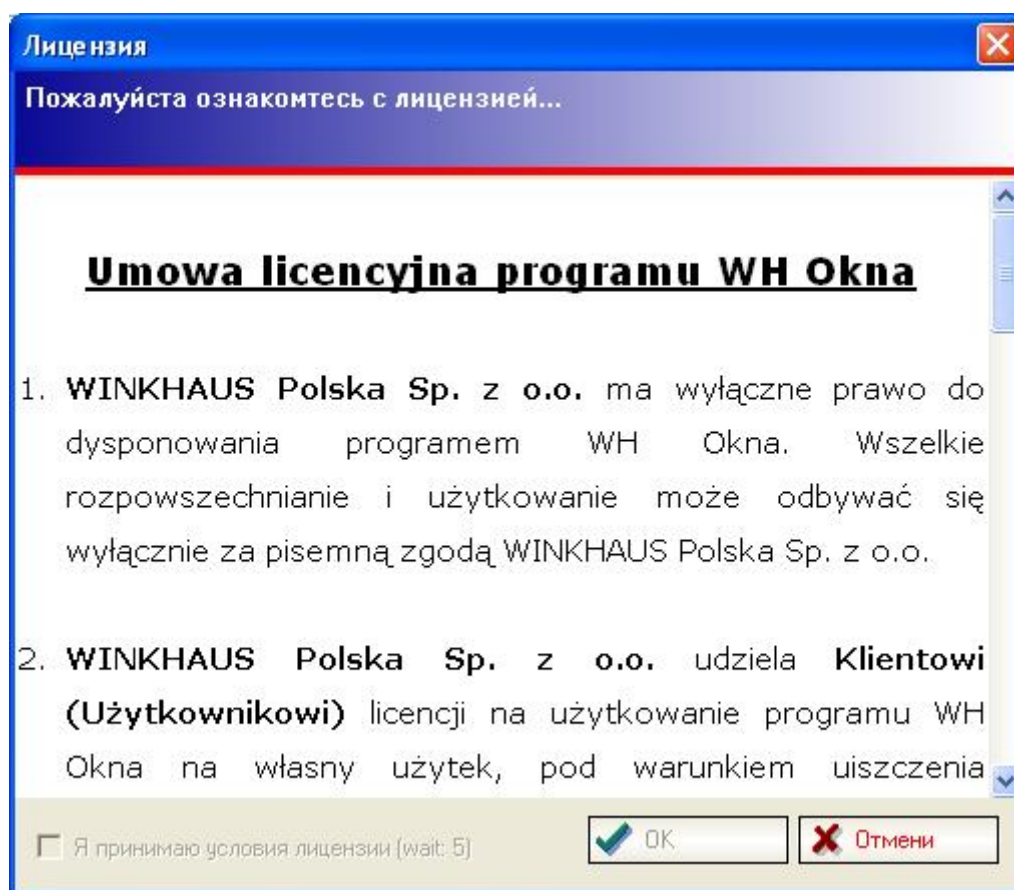 Лицензия
Пожалуйста ознакомтесь с лицензией...
Umowa licencyjna programu WH Okna
1. WINKHAUS Polska Sp. z o.o. ma wyłączne prawo do
dysponowania programem WH Okna. Wszelkie
rozpowszechnianie i użytkowanie może odbywać się
wyłącznie za pisemną zgodą WINKHAUS Polska Sp. z o.o.
2. WINKHAUS Polska Sp. z o.o. udziela Klientowi
(Użytkownikowi) licencji na użytkowanie programu WH
Okna na własny użytek, pod warunkiem uiszczenia
Я принимаю условия лицензии (wait: 5)
OK
Отмени